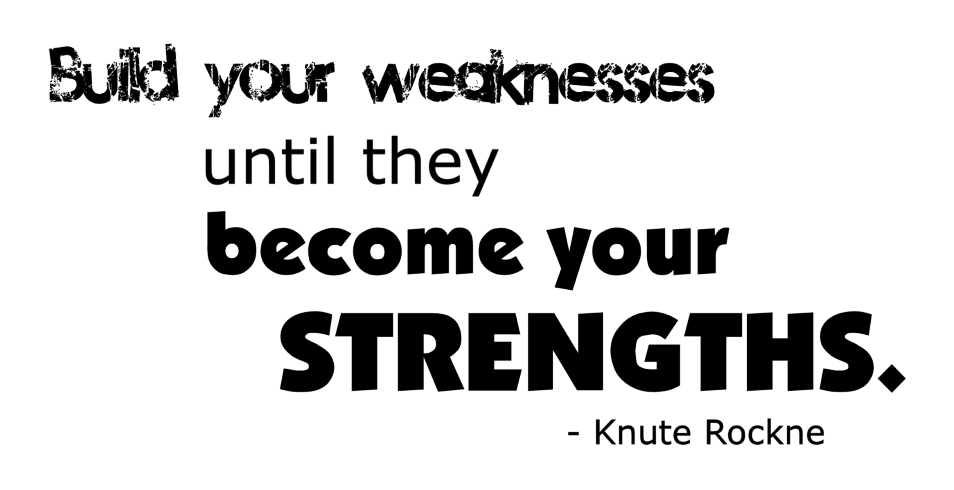 Build your weaknesses
until they
become your
STRENGTHS.
- Knute Rockne